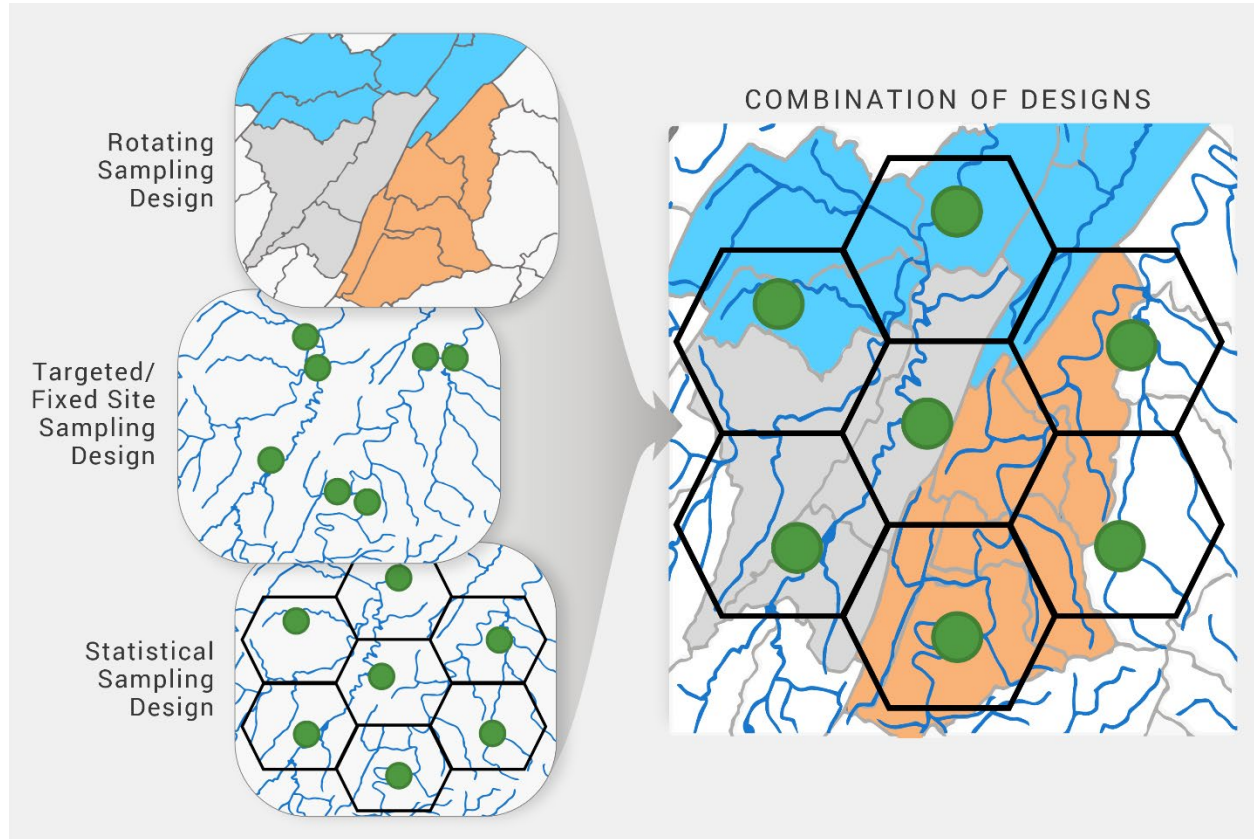 Rotating
Sampling
Design
COMBINATION OF DESIGNS
Targeted/
Fixed Site
Sampling
Design
Statistical
Sampling
Design